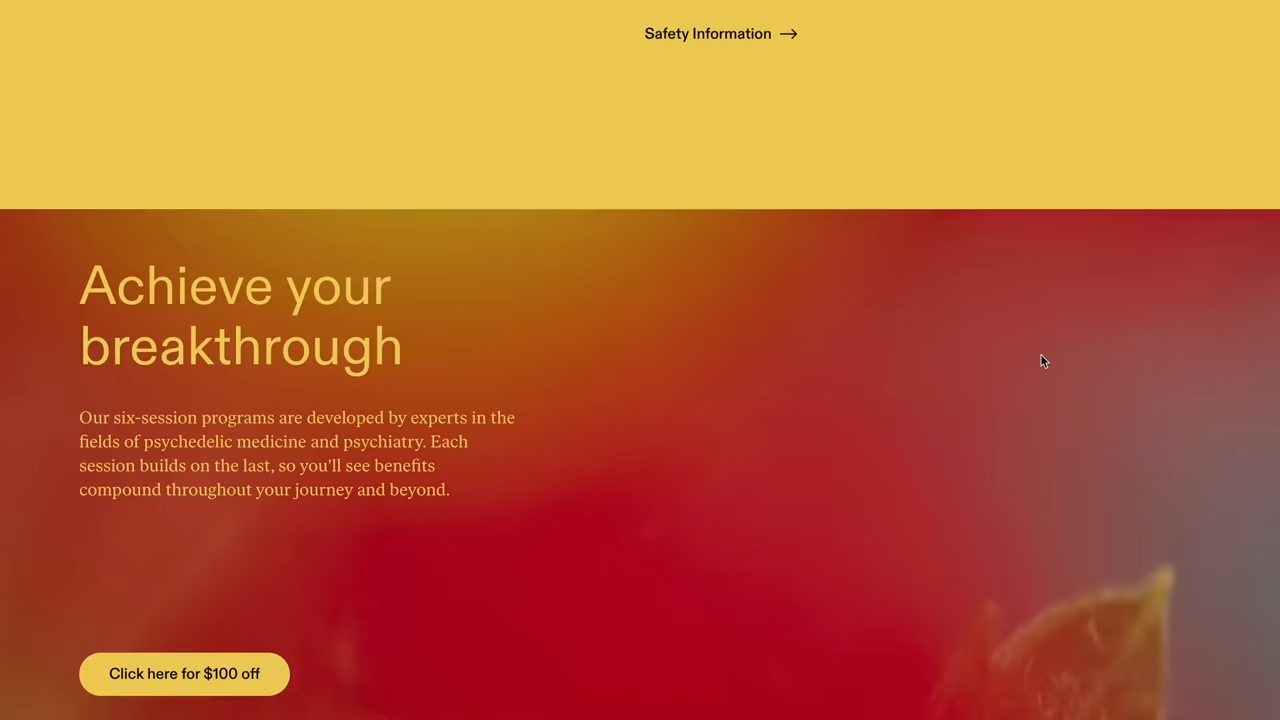 Safety Information
Achieve your
breakthrough
Our six-session programs are developed by experts in the
fields of psychedelic medicine and psychiatry. Each
session builds on the last, so you'll see benefits
compound throughout your journey and beyond.
Click here for $100 off